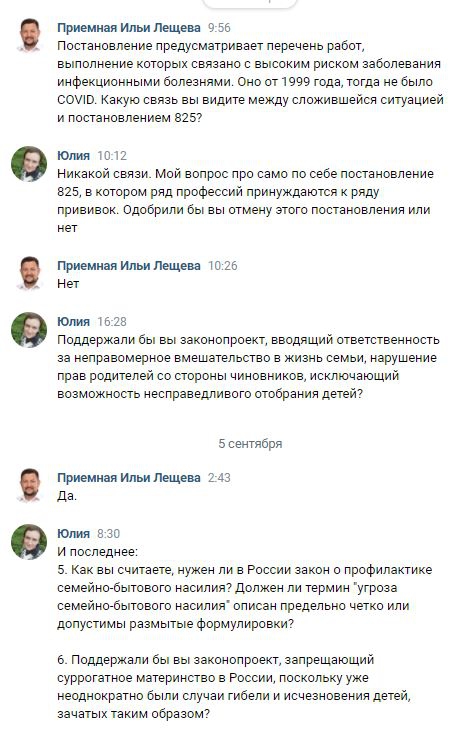 Приемная Ильи Лещева 9:56
Постановление предусматривает перечень работ,
выполнение которых связано с высоким риском заболевания
инфекционными болезнями. Оно от 1999 года, тогда не было
COVID. Какую связь вы видите между сложившейся ситуацией
и постановлением 825?
Юлия 10:12
Никакой связи. Мой вопрос про само по себе постановление
825, в котором ряд профессий принуждаются к ряду
прививок. Одобрили бы вы отмену этого постановления или
нет
Приемная Ильи Лещева 10:26
Нет
Юлия 16:28
Поддержали бы вы законопроект, вводящий ответственность
за неправомерное вмешательство в жизнь семьи, нарушение
прав родителей со стороны чиновников, исключающий
возможность несправедливого отобрания детей?
5 сентября
Приемная Ильи Лещева 2:43
Да.
Юлия 8:30
И последнее:
5. Как вы считаете, нужен ли в России закон о профилактике
семейно-бытового насилия? Должен ли термин "угроза
семейно-бытового насилия" описан предельно четко или
допустимы размытые формулировки?
6. Поддержали бы вы законопроект, запрещающий
суррогатное материнство в России, поскольку уже
неоднократно были случаи гибели и исчезновения детей,
зачатых таким образом?